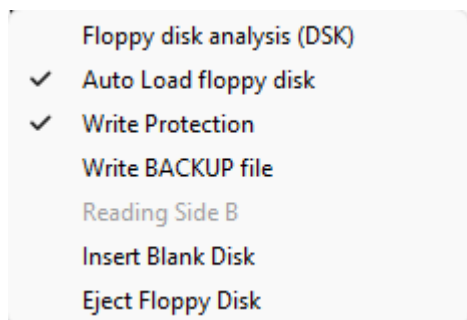 Floppy disk analysis (DSK)
Auto Load floppy disk
Write Protection
Write BACKUP file
Reading Side B
Insert Blank Disk
Eject Floppy Disk